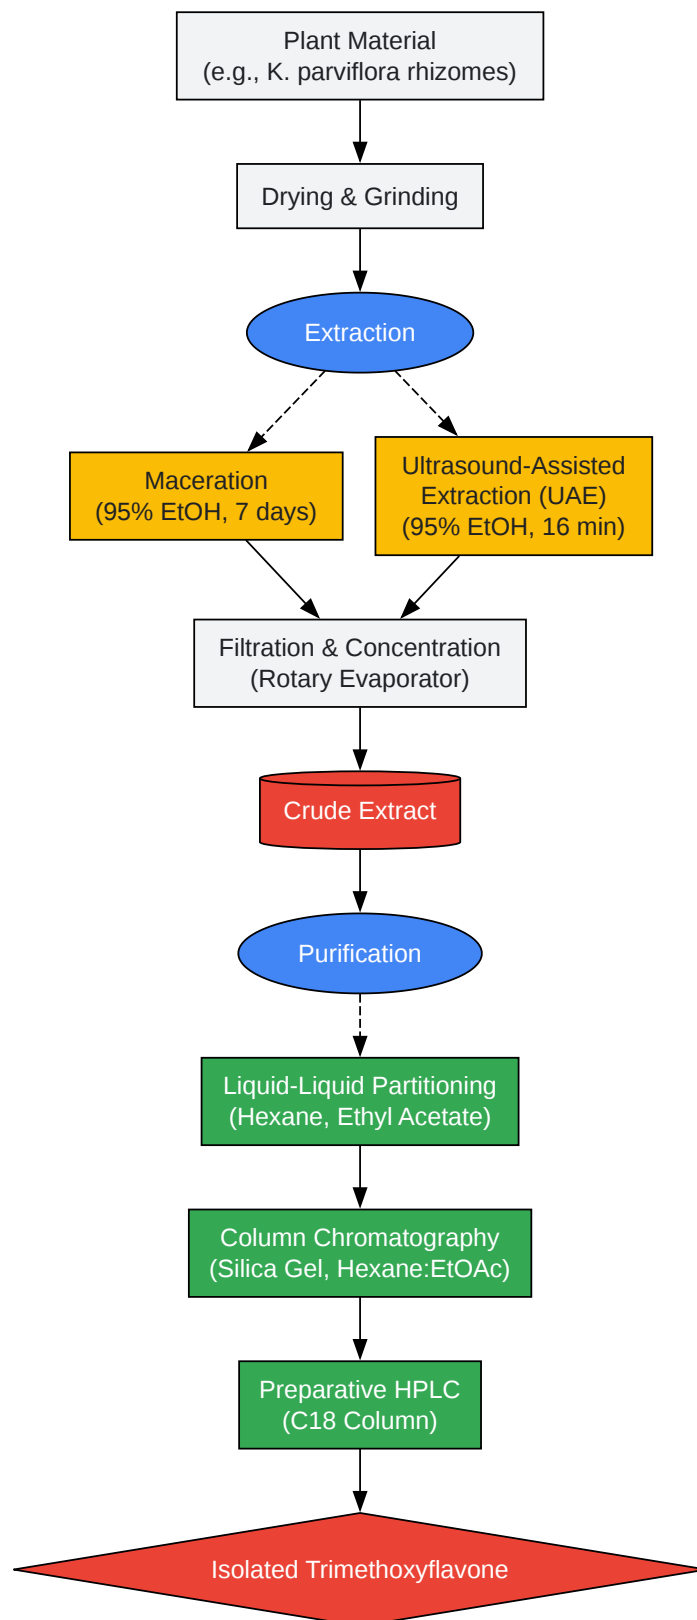 Plant Material
(e.g., K. parviflora rhizomes)
Drying & Grinding
Extraction
Maceration
(95% EtOH, 7 days)
Ultrasound-Assisted
Extraction (UAE)
(95% EtOH, 16 min)
Filtration & Concentration
(Rotary Evaporator)
Crude Extract
Purification
Liquid-Liquid Partitioning
(Hexane, Ethyl Acetate)
Column Chromatography
(Silica Gel, Hexane:EtOAc)
Preparative HPLC
(C18 Column)
Isolated Trimethoxyflavone